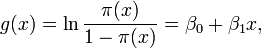 g(x) = ln π(x) / (1 − π(x)) = β₀ + β₁x,